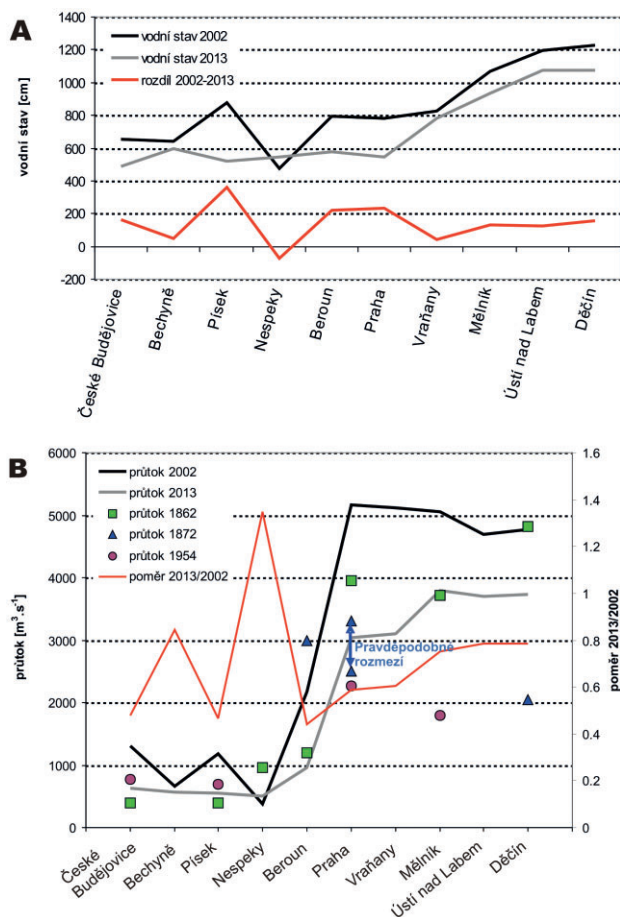 A
vodní stav 2002
vodní stav 2013
rozdíl 2002-2013
vodní stav [cm]
1400
1200
1000
800
600
400
200
0
-200
České Budějovice
Bechyně
Písek
Nespeky
Beroun
Praha
Vraňany
Mělník
Ústí nad Labem
Děčín
B
průtok 2002
průtok 2013
průtok 1862
průtok 1872
průtok 1954
poměr 2013/2002
průtok [m³.s⁻¹]
6000
5000
4000
3000
2000
1000
0
Pravděpodobné
rozmezí
1.6
1.4
1.2
1
0.8
0.6
0.4
0.2
0
poměr 2013/2002
České
Budějovice
Bechyně
Písek
Nespeky
Beroun
Praha
Vraňany
Mělník
Ústí nad Labem
Děčín